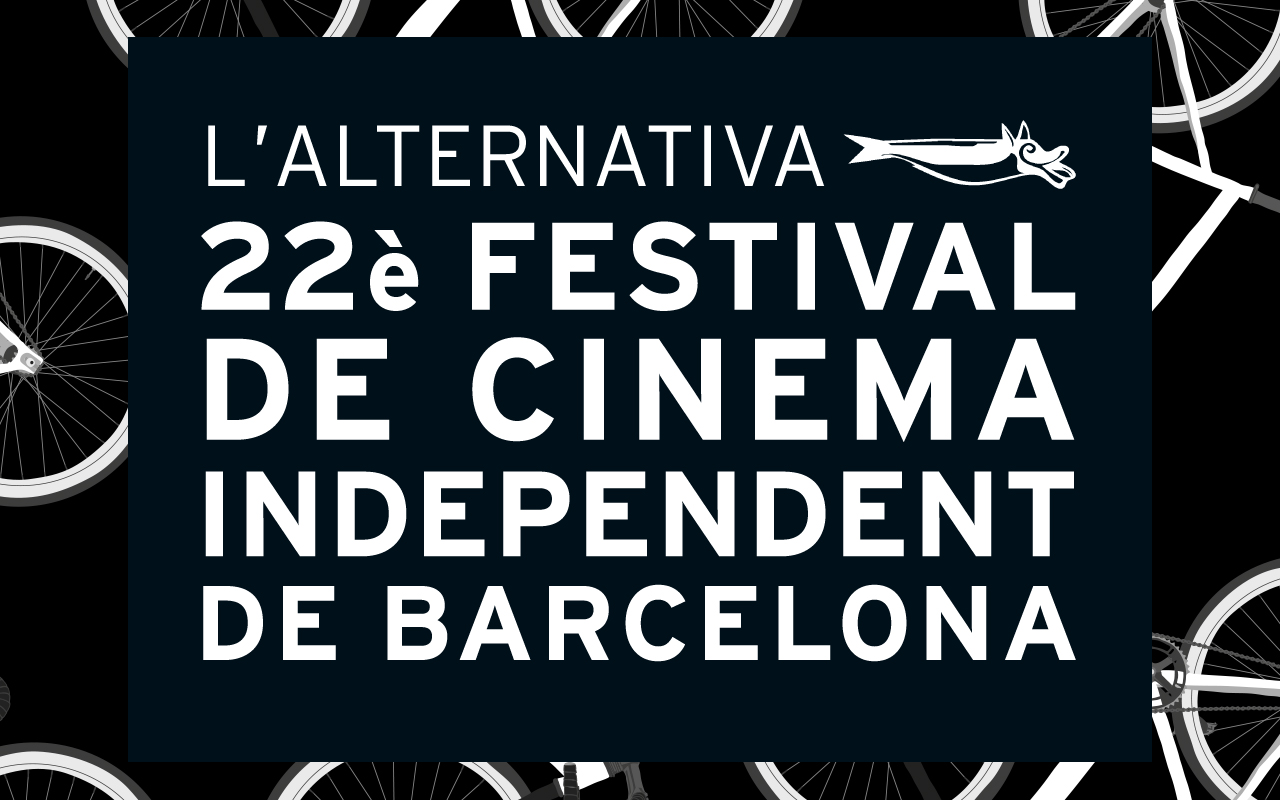 L'ALTERNATIVA
22è FESTIVAL
DE CINEMA
INDEPENDENT
DE BARCELONA